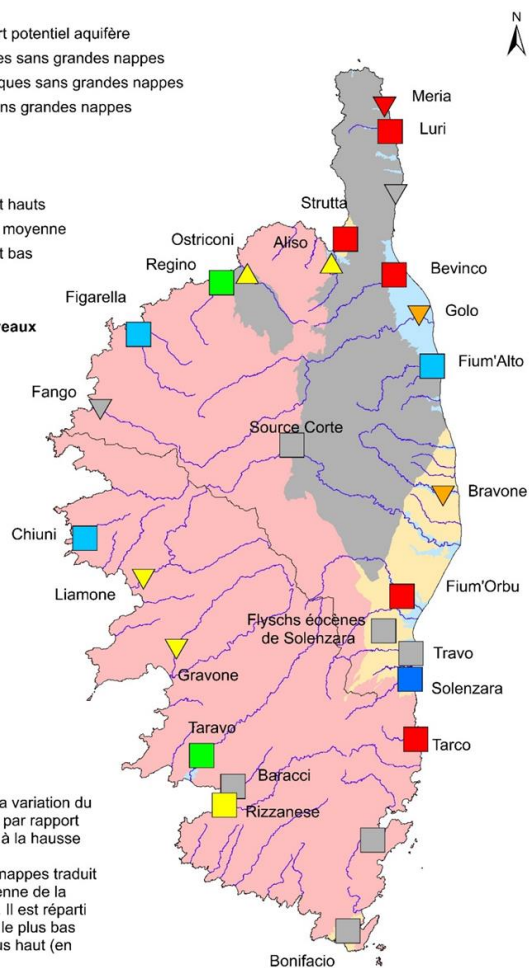 rt potentiel aquifère
es sans grandes nappes
ques sans grandes nappes
ns grandes nappes
t hauts
moyenne
t bas
eaux
N
Meria
Luri
Strutta
Ostriconi
Aliso
Regino
Bevinco
Figarella
Golo
Fium'Alto
Fango
Source Corte
Bravone
Chiuni
Liamone
Fium'Orbu
Flyschs éocènes
de Solenzara
Travo
Gravone
Solenzara
Taravo
Tarco
Baracci
Rizzanese
a variation du
par rapport
à la hausse
nappes traduit
enne de la
. Il est réparti
le plus bas
us haut (en
Bonifacio